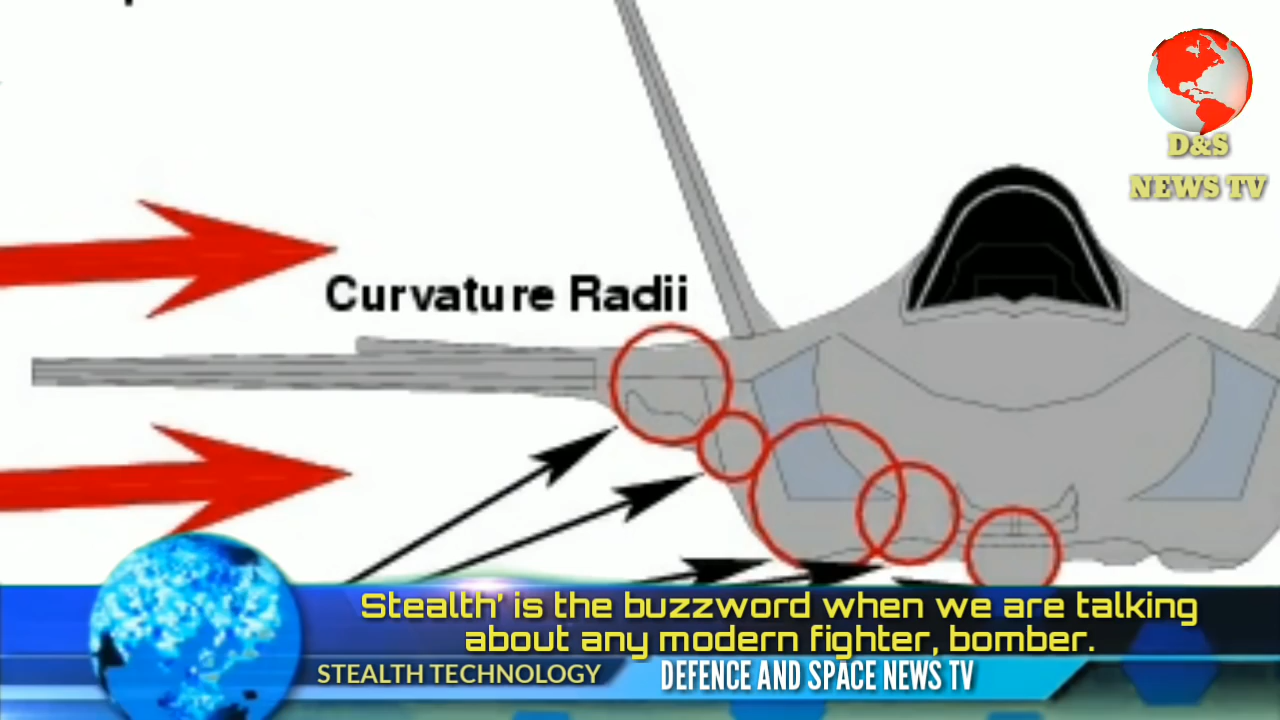 D&S
NEWS TV
Curvature Radii
Stealth' is the buzzword when we are talking
about any modern fighter, bomber.
STEALTH TECHNOLOGY
DEFENCE AND SPACE NEWS TV